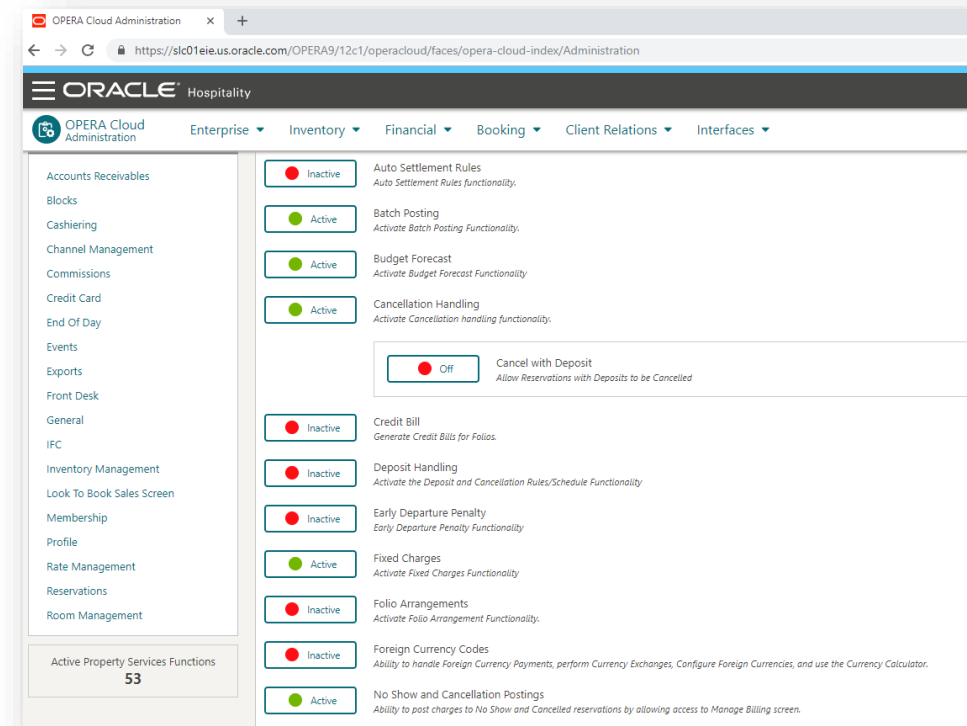 OPERA Cloud Administration × +
https://slc01eie.us.oracle.com/OPERA9/12c1/operacloud/faces/opera-cloud-index/Administration
ORACLE® Hospitality
OPERA Cloud
Administration
Enterprise Inventory Financial Booking Client Relations Interfaces
Accounts Receivables
Blocks
Cashiering
Channel Management
Commissions
Credit Card
End Of Day
Events
Exports
Front Desk
General
IFC
Inventory Management
Look To Book Sales Screen
Membership
Profile
Rate Management
Reservations
Room Management
Active Property Services Functions
53
Inactive
Auto Settlement Rules
Auto Settlement Rules functionality.
Active
Batch Posting
Activate Batch Posting Functionality.
Active
Budget Forecast
Activate Budget Forecast Functionality
Active
Cancellation Handling
Activate Cancellation handling functionality.
Off
Cancel with Deposit
Allow Reservations with Deposits to be Cancelled
Inactive
Credit Bill
Generate Credit Bills for Folios.
Inactive
Deposit Handling
Activate the Deposit and Cancellation Rules/Schedule Functionality
Inactive
Early Departure Penalty
Early Departure Penalty Functionality
Active
Fixed Charges
Activate Fixed Charges Functionality
Inactive
Folio Arrangements
Activate Folio Arrangement Functionality.
Inactive
Foreign Currency Codes
Ability to handle Foreign Currency Payments, perform Currency Exchanges, Configure Foreign Currencies, and use the Currency Calculator.
Active
No Show and Cancellation Postings
Ability to post charges to No Show and Cancelled reservations by allowing access to Manage Billing screen.